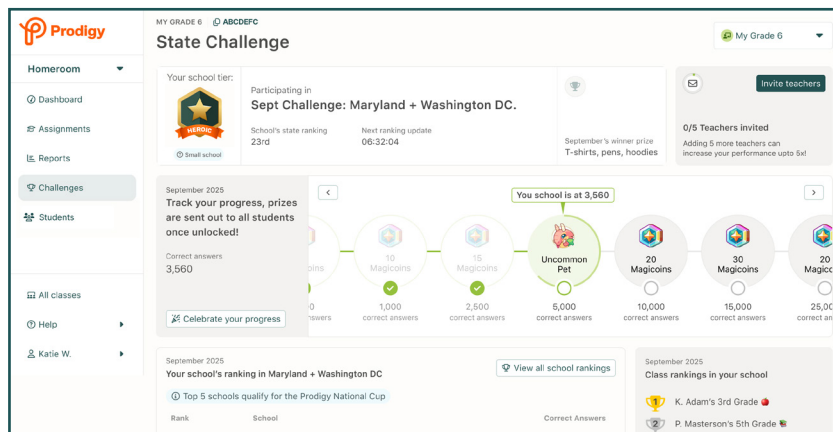 Prodigy
MY GRADE 6 ABCDEFC
State Challenge
My Grade 6
Homeroom
Dashboard
Assignments
Reports
Challenges
Students
All classes
Help
Katie W.
Your school tier:
HEROIC
Small school
Participating in
Sept Challenge: Maryland + Washington DC.
School's state ranking
23rd
Next ranking update
06:32:04
September's winner prize
T-shirts, pens, hoodies
Invite teachers
0/5 Teachers invited
Adding 5 more teachers can
increase your performance upto 5x!
September 2025
Track your progress, prizes
are sent out to all students
once unlocked!
Correct answers
3,560
Celebrate your progress
You school is at 3,560
10
Magicoins
1,000
correct answers
15
Magicoins
2,500
correct answers
Uncommon
Pet
5,000
correct answers
20
Magicoins
10,000
correct answers
30
Magicoins
15,000
correct answers
20
September 2025
Your school's ranking in Maryland + Washington DC
View all school rankings
Top 5 schools qualify for the Prodigy National Cup
Rank School Correct Answers
September 2025
Class rankings in your school
1 K. Adam's 3rd Grade
2 P. Masterson's 5th Grade